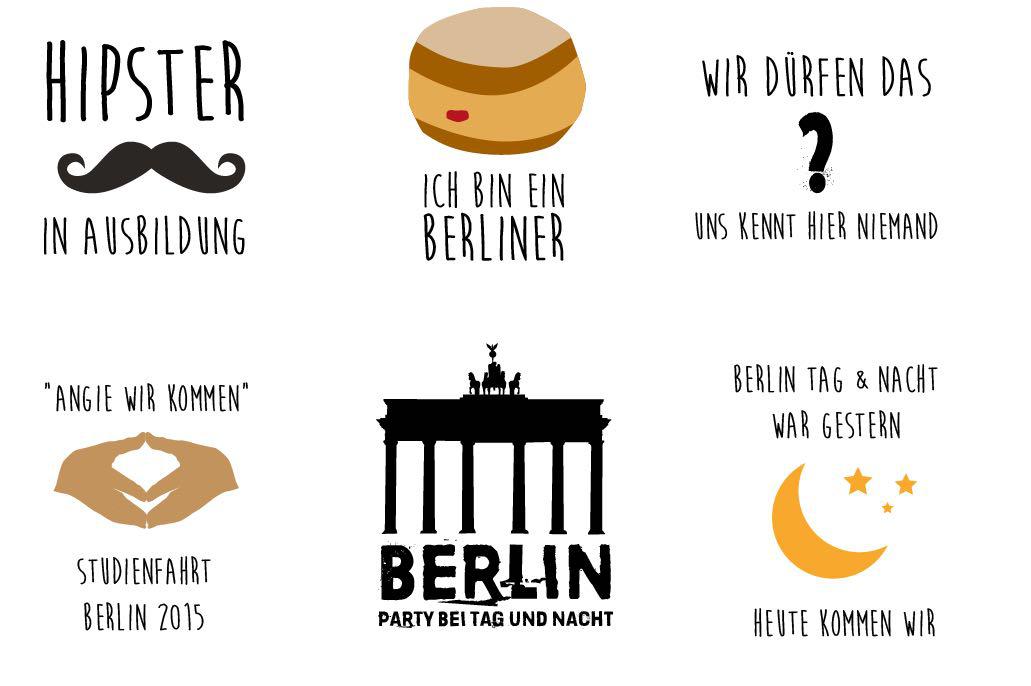 HIPSTER
IN AUSBILDUNG
ICH BIN EIN
BERLINER
WIR DÜRFEN DAS
?
UNS KENNT HIER NIEMAND
"ANGIE WIR KOMMEN"
STUDIENFAHRT
BERLIN 2015
BERLIN
PARTY BEI TAG UND NACHT
BERLIN TAG & NACHT
WAR GESTERN
HEUTE KOMMEN WIR